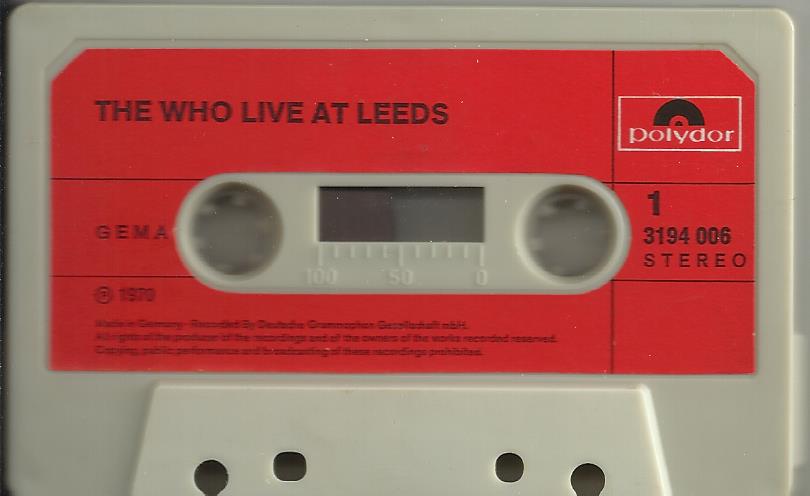 THE WHO LIVE AT LEEDS
polydor
GEMA
1
3194 006
STEREO
100 50 0
Ⓟ 1970
Made in Germany · Recorded By Deutsche Grammophon Gesellschaft mbH.
All rights of the producer of the recordings and of the owners of the works recorded reserved.
Copying, public performance and broadcasting of these recordings prohibited.